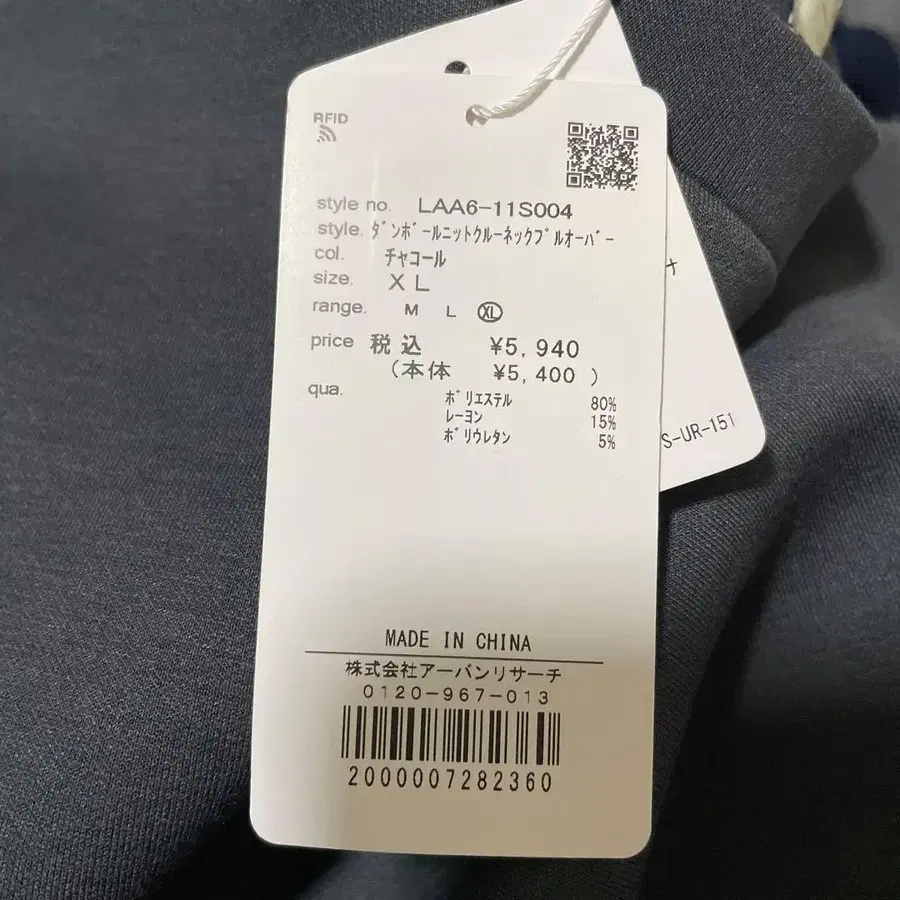 RFID
style no. LAA6-11S004
style. ﾀﾞﾝﾎﾞｰﾙﾆｯﾄｸﾙｰﾈｯｸﾌﾟﾙｵｰﾊﾞｰ
col. ﾁｬｺｰﾙ
size. XL
range. M L XL
price 税込 ¥5,940
(本体 ¥5,400 )
qua.
ﾎﾟﾘｴｽﾃﾙ 80%
ﾚｰﾖﾝ 15%
ﾎﾟﾘｳﾚﾀﾝ 5%
S-UR-151
MADE IN CHINA
株式会社アーバンリサーチ
0120-967-013
2000007282360